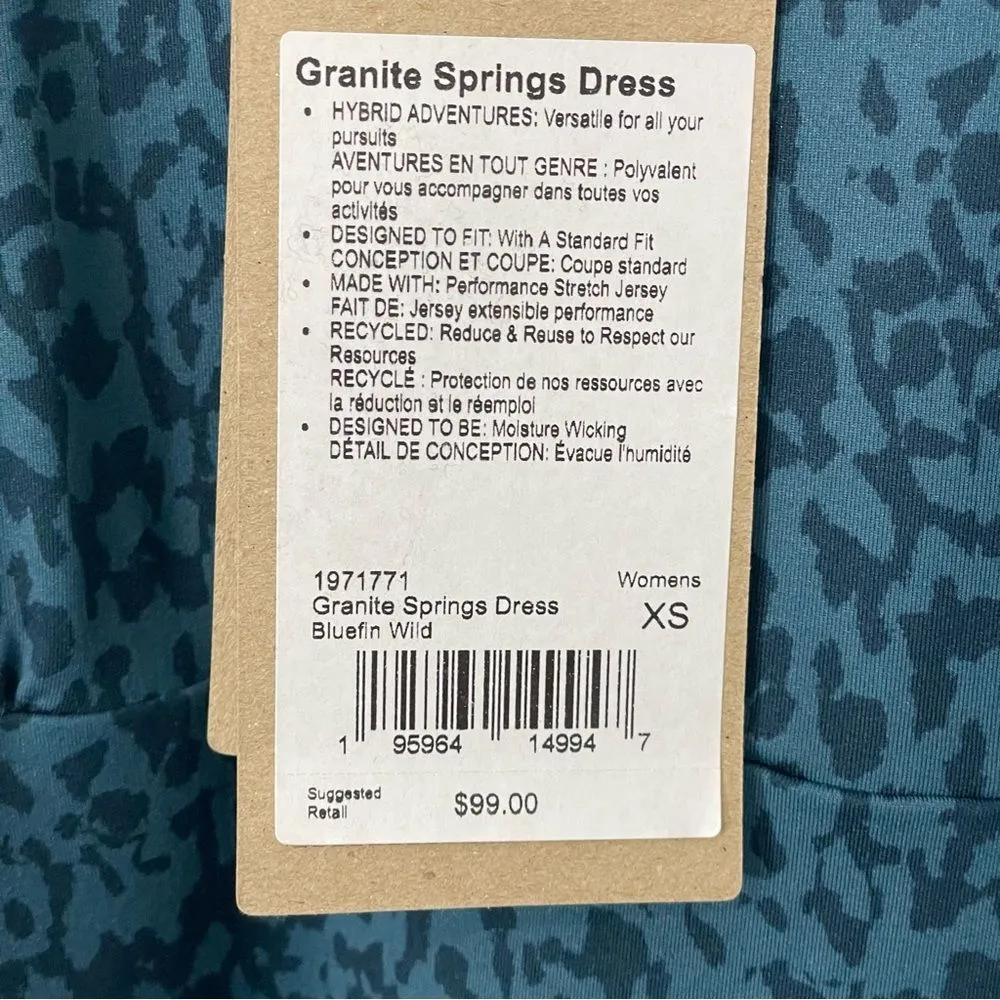 Granite Springs Dress
• HYBRID ADVENTURES: Versatile for all your
pursuits
AVENTURES EN TOUT GENRE : Polyvalent
pour vous accompagner dans toutes vos
activités
• DESIGNED TO FIT: With A Standard Fit
CONCEPTION ET COUPE: Coupe standard
• MADE WITH: Performance Stretch Jersey
FAIT DE: Jersey extensible performance
• RECYCLED: Reduce & Reuse to Respect our
Resources
RECYCLÉ : Protection de nos ressources avec
la réduction et le réemploi
• DESIGNED TO BE: Moisture Wicking
DÉTAIL DE CONCEPTION: Évacue l'humidité
1971771 Womens
Granite Springs Dress XS
Bluefin Wild
1 95964 14994 7
Suggested
Retail $99.00